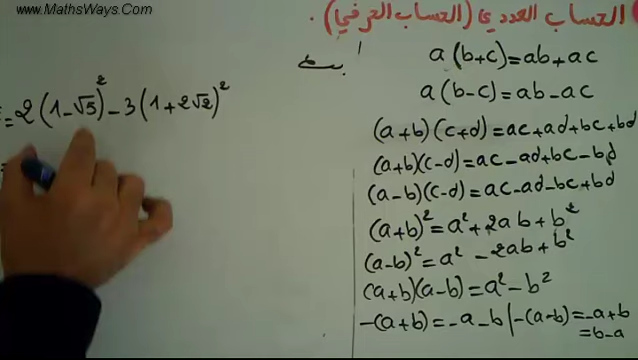 www.MathsWays.Com
الحساب العددي (الحساب الحرفي).
a(b+c)=ab+ac
a(b-c)=ab-ac
=2(1-√5)²-3(1+2√2)²
(a+b)(c+d)=ac+ad+bc+bd
(a+b)(c-d)=ac-ad+bc-bd
(a-b)(c-d)=ac-ad-bc+bd
(a+b)²=a²+2ab+b²
(a-b)²=a²-2ab+b²
(a+b)(a-b)=a²-b²
-(a+b)=-a-b|-(a-b)=-a+b
=b-a